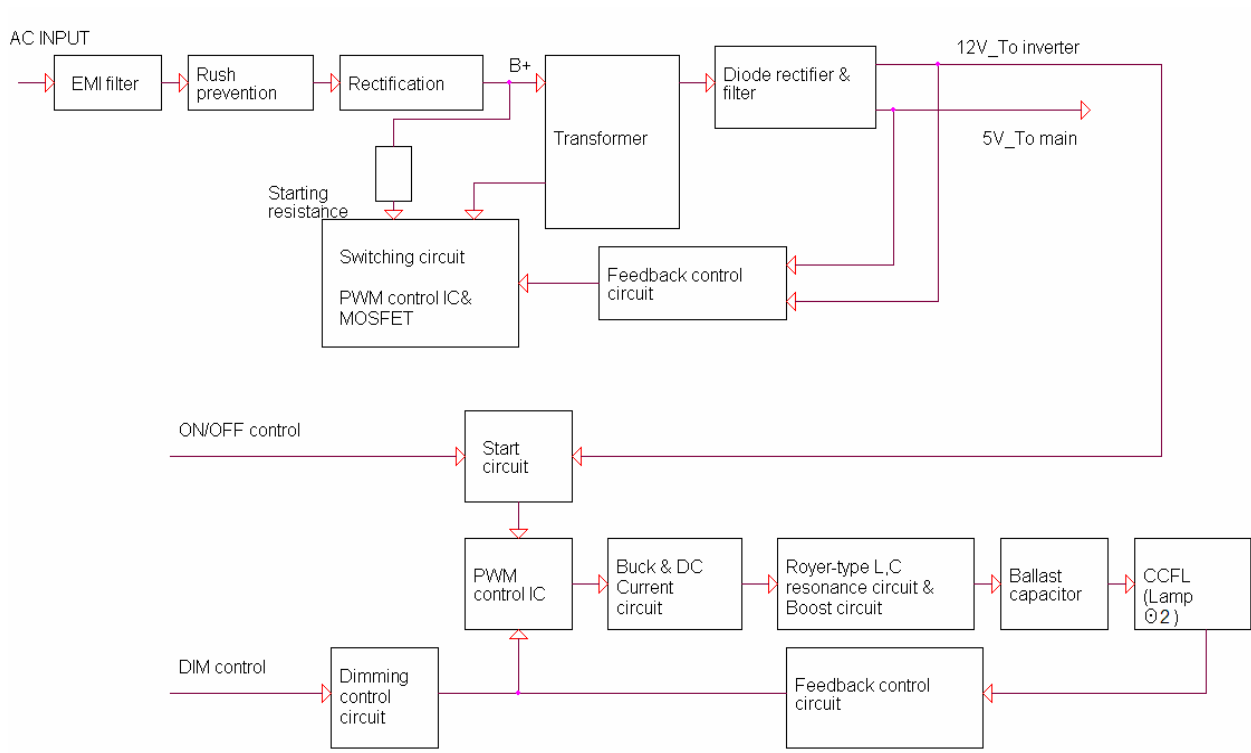 AC INPUT
EMI filter
Rush
prevention
Rectification
B+
Transformer
Diode rectifier &
filter
12V_To inverter
5V_To main
Starting
resistance
Switching circuit
PWM control IC&
MOSFET
Feedback control
circuit
ON/OFF control
Start
circuit
PWM
control IC
Buck & DC
Current
circuit
Royer-type L,C
resonance circuit &
Boost circuit
Ballast
capacitor
CCFL
(Lamp
⊙2)
DIM control
Dimming
control
circuit
Feedback control
circuit